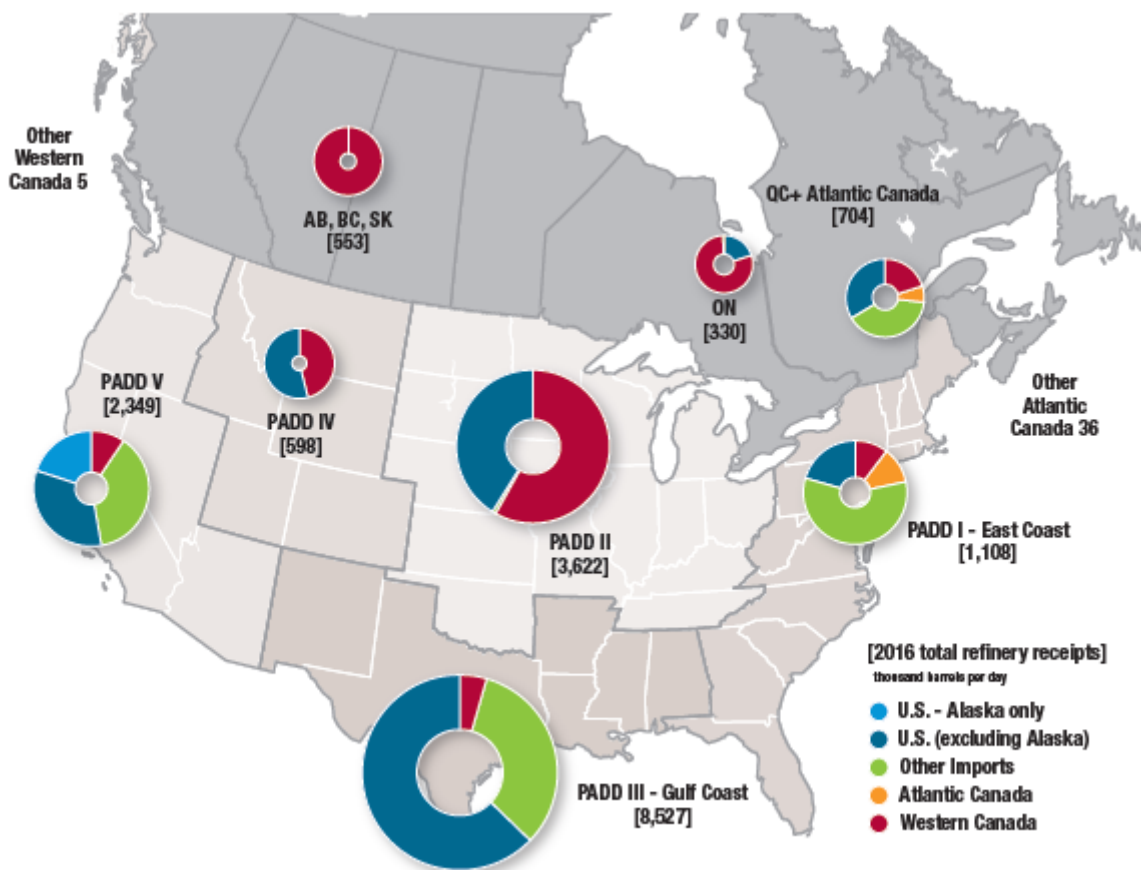 Other
Western
Canada 5
AB, BC, SK
[553]
QC+ Atlantic Canada
[704]
ON
[330]
PADD V
[2,349]
PADD IV
[598]
PADD II
[3,622]
Other
Atlantic
Canada 36
PADD I - East Coast
[1,108]
PADD III - Gulf Coast
[8,527]
[2016 total refinery receipts]
thousand barrels per day
U.S. - Alaska only
U.S. (excluding Alaska)
Other Imports
Atlantic Canada
Western Canada